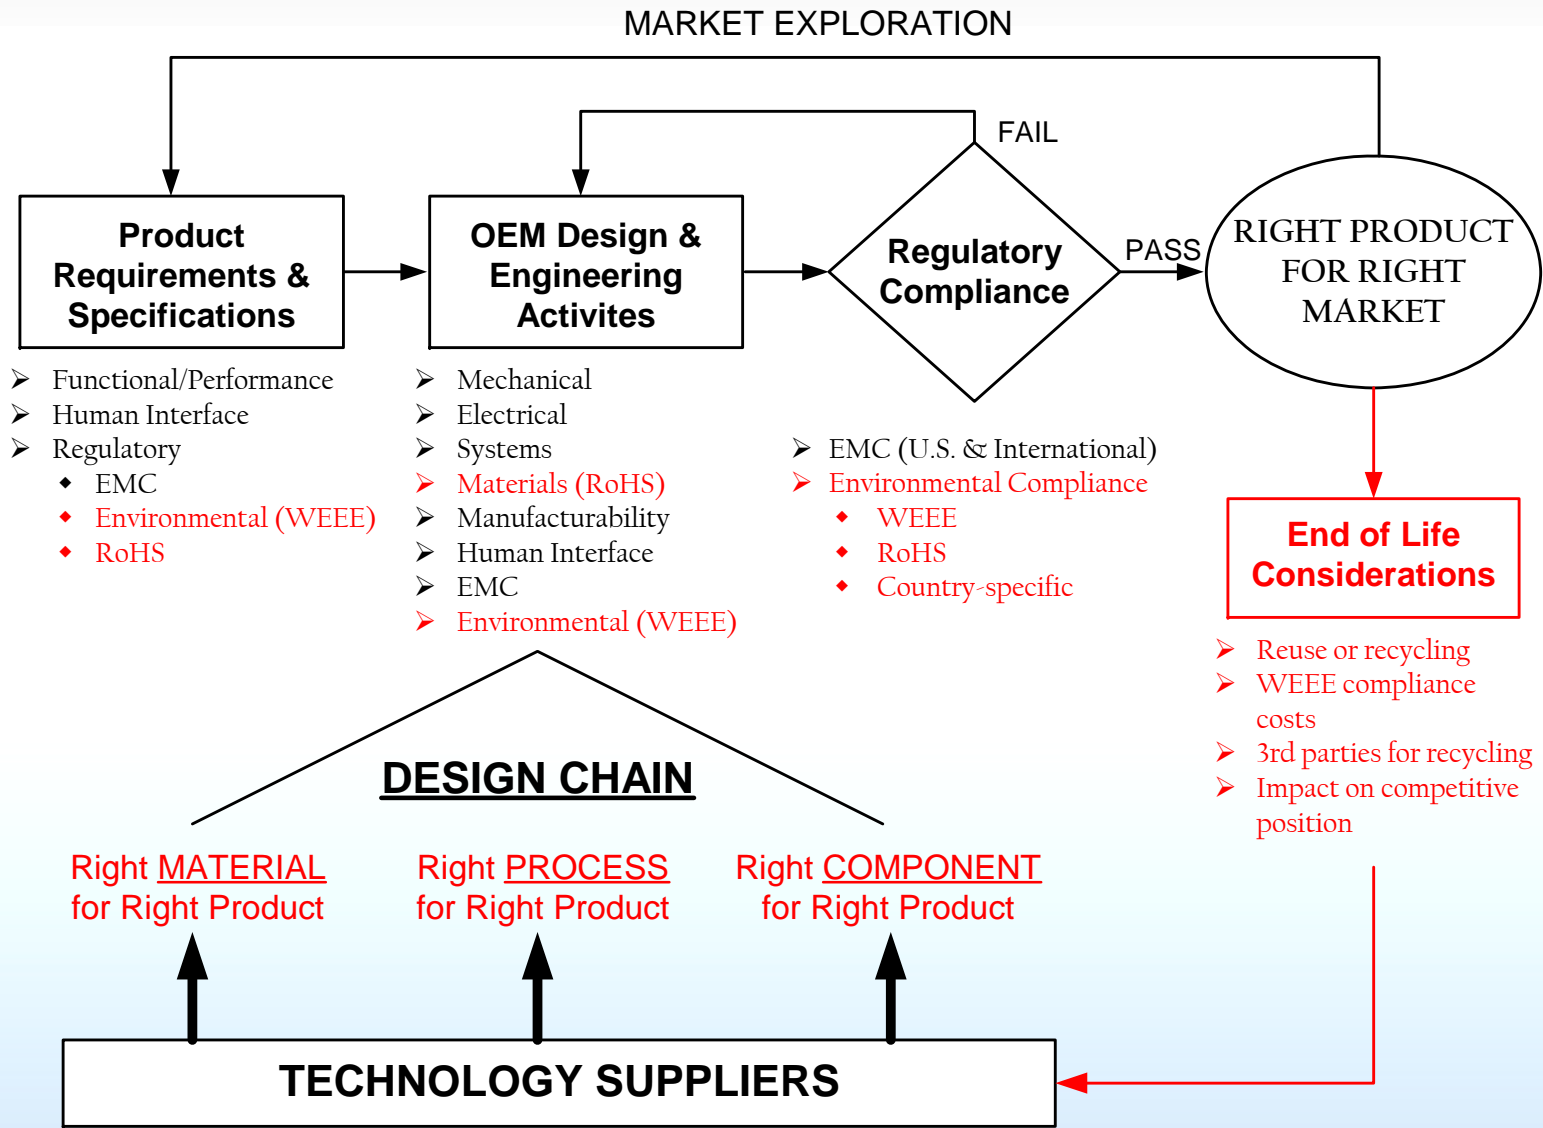 MARKET EXPLORATION
FAIL
Product
Requirements &
Specifications
OEM Design &
Engineering
Activites
Regulatory
Compliance
PASS
RIGHT PRODUCT
FOR RIGHT
MARKET
➢ Functional/Performance
➢ Human Interface
➢ Regulatory
◆ EMC
◆ Environmental (WEEE)
◆ RoHS
➢ Mechanical
➢ Electrical
➢ Systems
➢ Materials (RoHS)
➢ Manufacturability
➢ Human Interface
➢ EMC
➢ Environmental (WEEE)
➢ EMC (U.S. & International)
➢ Environmental Compliance
◆ WEEE
◆ RoHS
◆ Country-specific
End of Life
Considerations
➢ Reuse or recycling
➢ WEEE compliance
costs
➢ 3rd parties for recycling
➢ Impact on competitive
position
DESIGN CHAIN
Right MATERIAL
for Right Product
Right PROCESS
for Right Product
Right COMPONENT
for Right Product
TECHNOLOGY SUPPLIERS